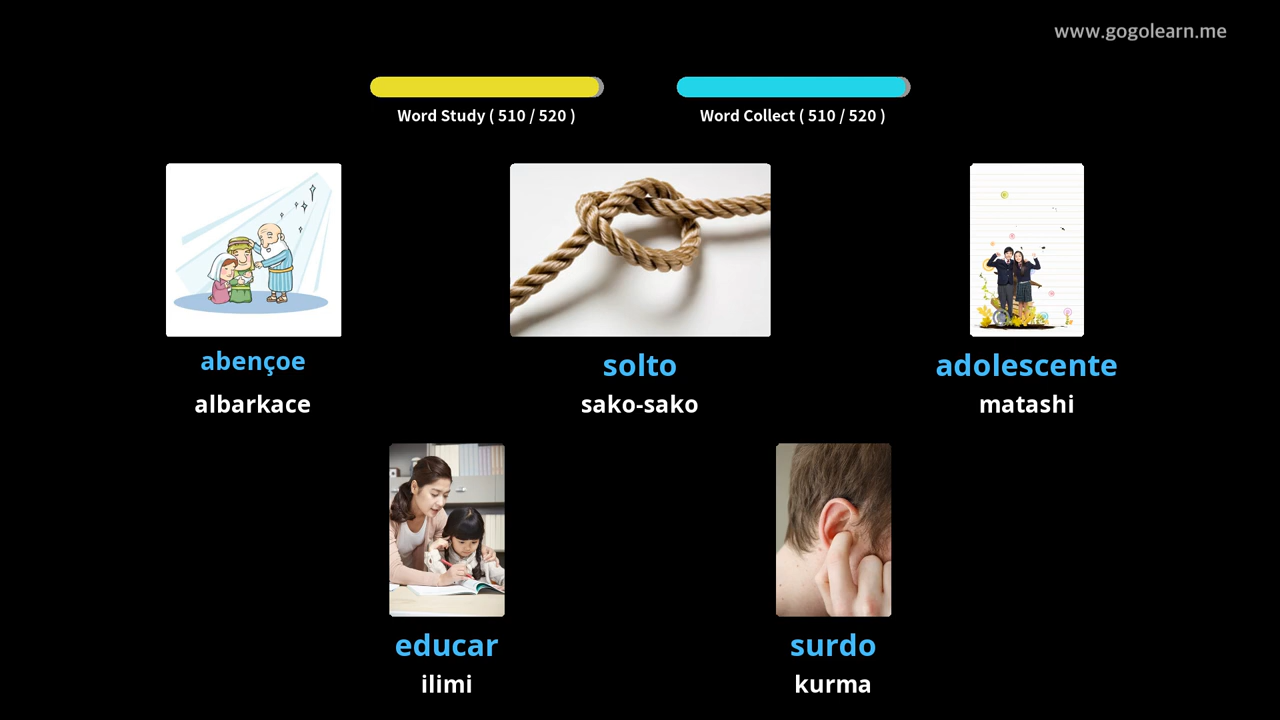 www.gogolearn.me
Word Study ( 510 / 520 )
Word Collect ( 510 / 520 )
abençoe
albarkace
solto
sako-sako
adolescente
matashi
educar
ilimi
surdo
kurma